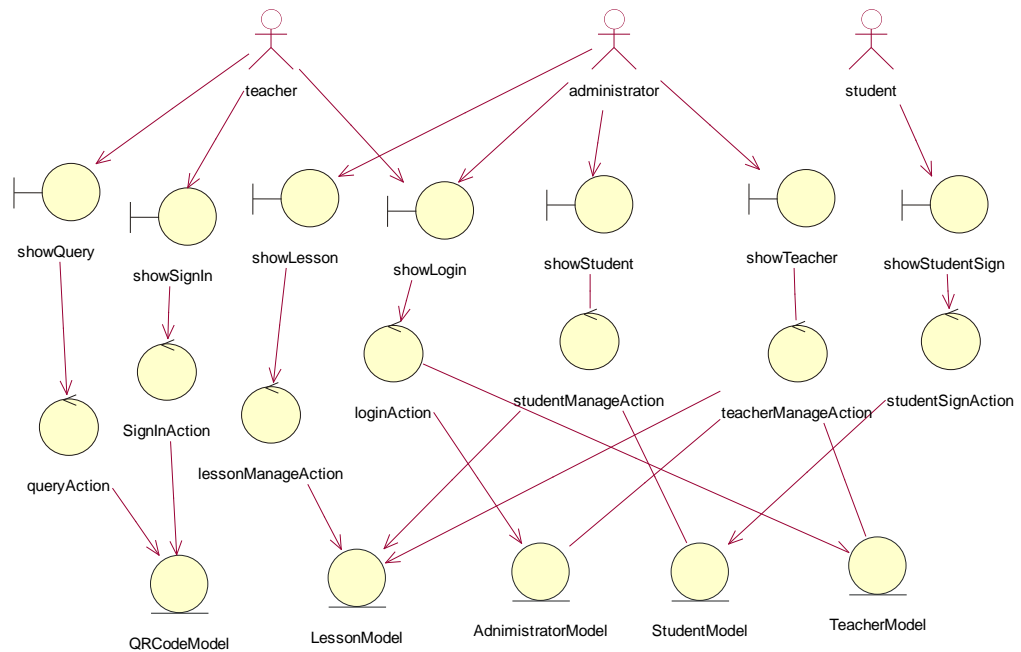 teacher
administrator
student
showQuery
showSignIn
showLesson
showLogin
showStudent
showTeacher
showStudentSign
queryAction
SignInAction
lessonManageAction
loginAction
studentManageAction
teacherManageAction
studentSignAction
QRCodeModel
LessonModel
AdnimistratorModel
StudentModel
TeacherModel